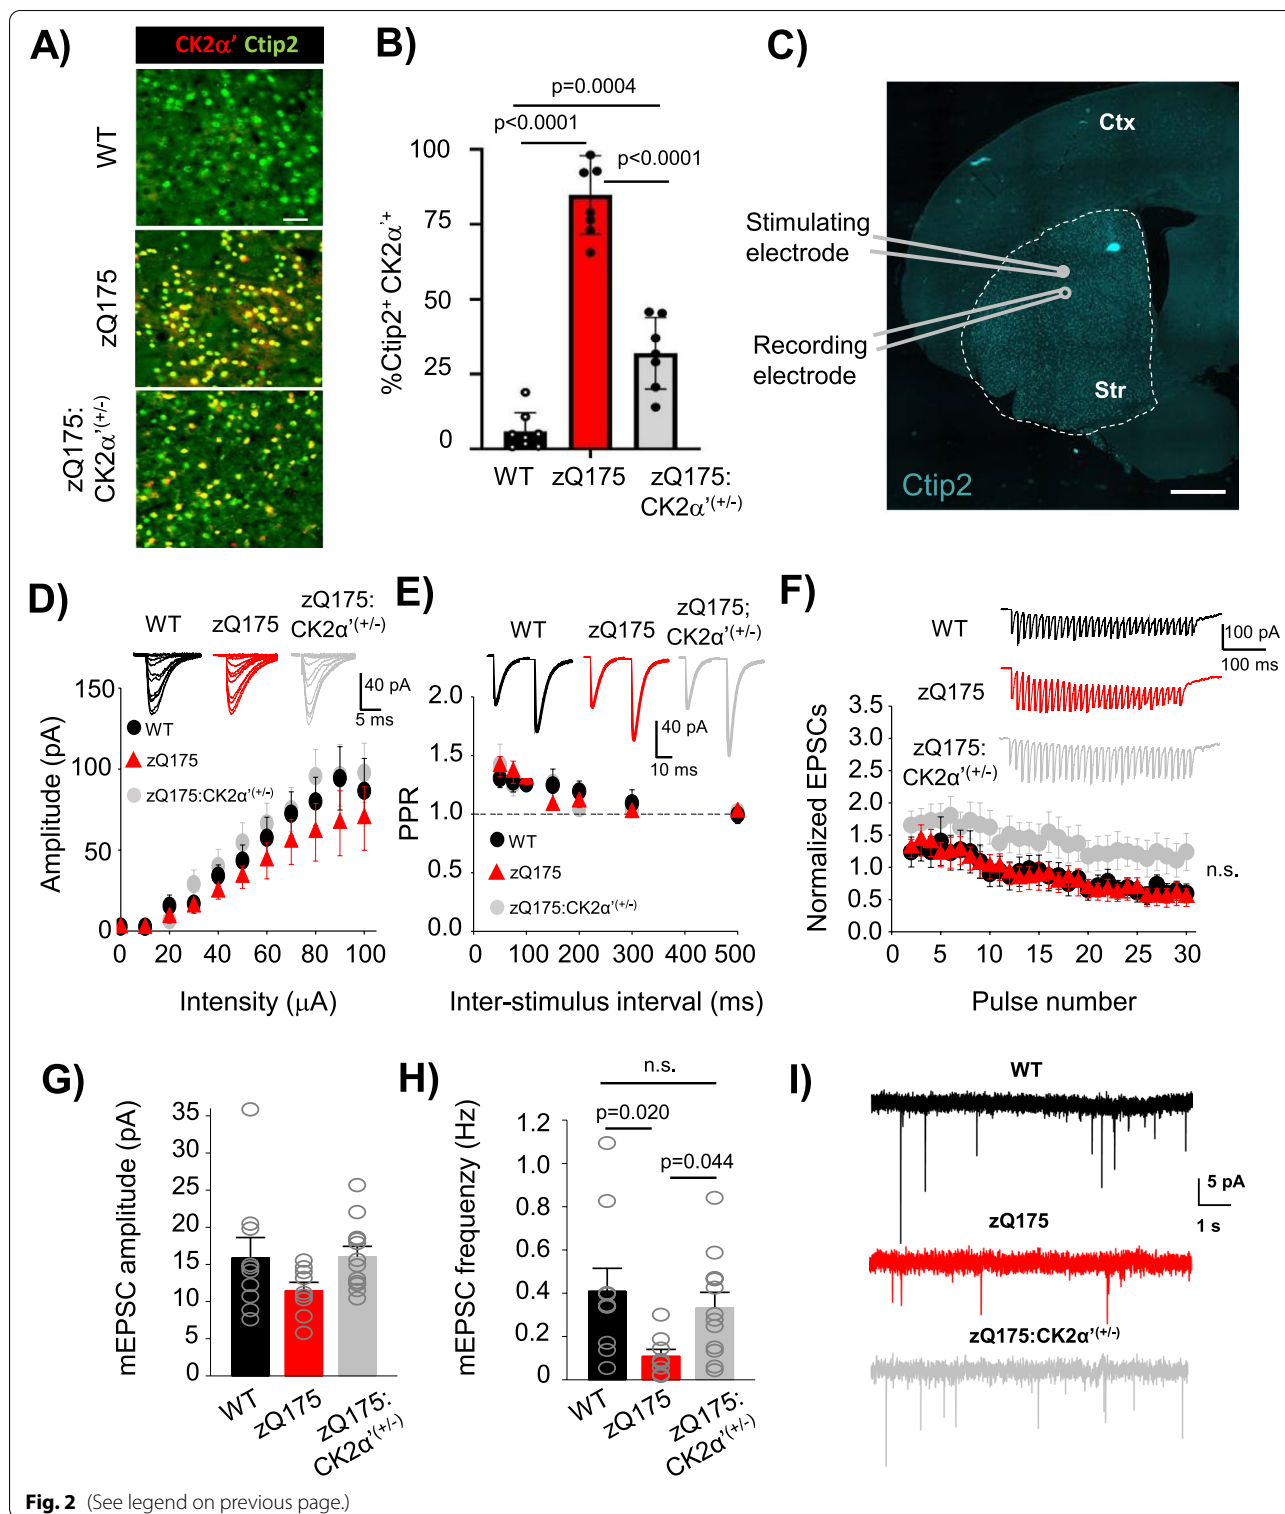 A)
CK2α' Ctip2
WT
zQ175
zQ175:
CK2α'(+/-)
B)
p=0.0004
p<0.0001
p<0.0001
100
75
50
25
0
%Ctip2+ CK2α'+
WT
zQ175
zQ175:
CK2α'(+/-)
C)
Ctx
Stimulating
electrode
Recording
electrode
Str
Ctip2
D)
WT
zQ175
zQ175:
CK2α'(+/-)
40 pA
5 ms
WT
zQ175
zQ175:CK2α'(+/-)
150
100
50
0
Amplitude (pA)
0 20 40 60 80 100
Intensity (μA)
E)
WT
zQ175
zQ175;
CK2α'(+/-)
40 pA
10 ms
2.0
1.5
1.0
0.0
PPR
WT
zQ175
zQ175:CK2α'(+/-)
0 100 200 300 400 500
Inter-stimulus interval (ms)
F)
WT
zQ175
zQ175:
CK2α'(+/-)
100 pA
100 ms
3.5
3.0
2.5
2.0
1.5
1.0
0.5
0.0
Normalized EPSCs
n.s.
0 5 10 15 20 25 30
Pulse number
G)
35
30
25
20
15
10
5
0
mEPSC amplitude (pA)
WT
zQ175
zQ175:
CK2α'(+/-)
H)
n.s.
p=0.020
p=0.044
1.2
1.0
0.8
0.6
0.4
0.2
0
mEPSC frequenzy (Hz)
WT
zQ175
zQ175:
CK2α'(+/-)
I)
WT
5 pA
1 s
zQ175
zQ175:CK2α'(+/-)
Fig. 2 (See legend on previous page.)